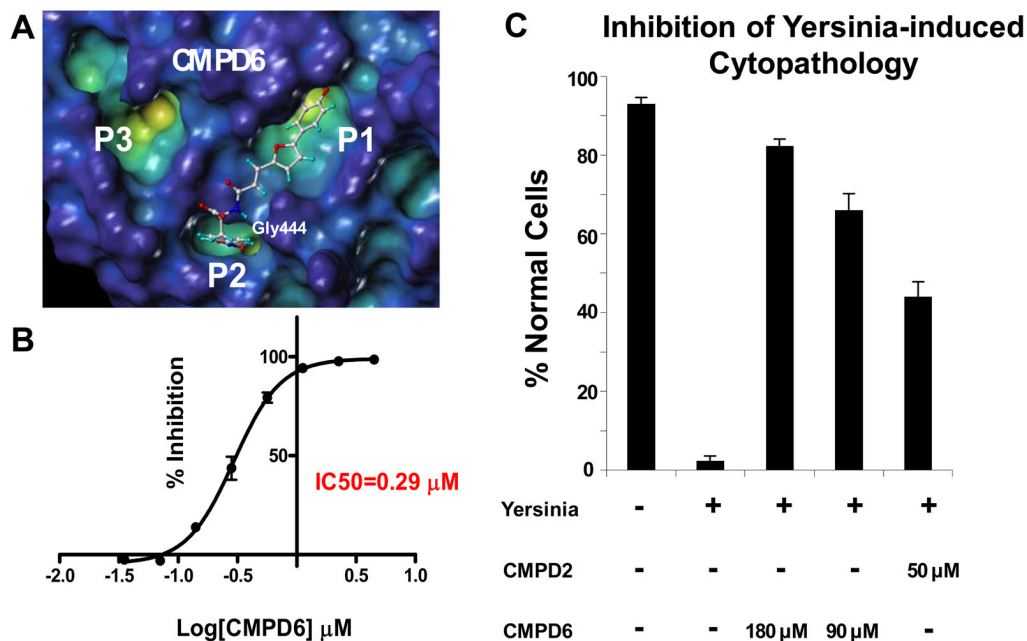 A
CMPD6
P3
P1
Gly444
P2
B
% Inhibition
100
50
IC50=0.29 µM
-2.0 -1.5 -1.0 -0.5 0.5 1.0
Log[CMPD6] µM
C
Inhibition of Yersinia-induced
Cytopathology
% Normal Cells
100
80
60
40
20
0
Yersinia - + + + +
CMPD2 - - - - 50 µM
CMPD6 - - 180 µM 90 µM -